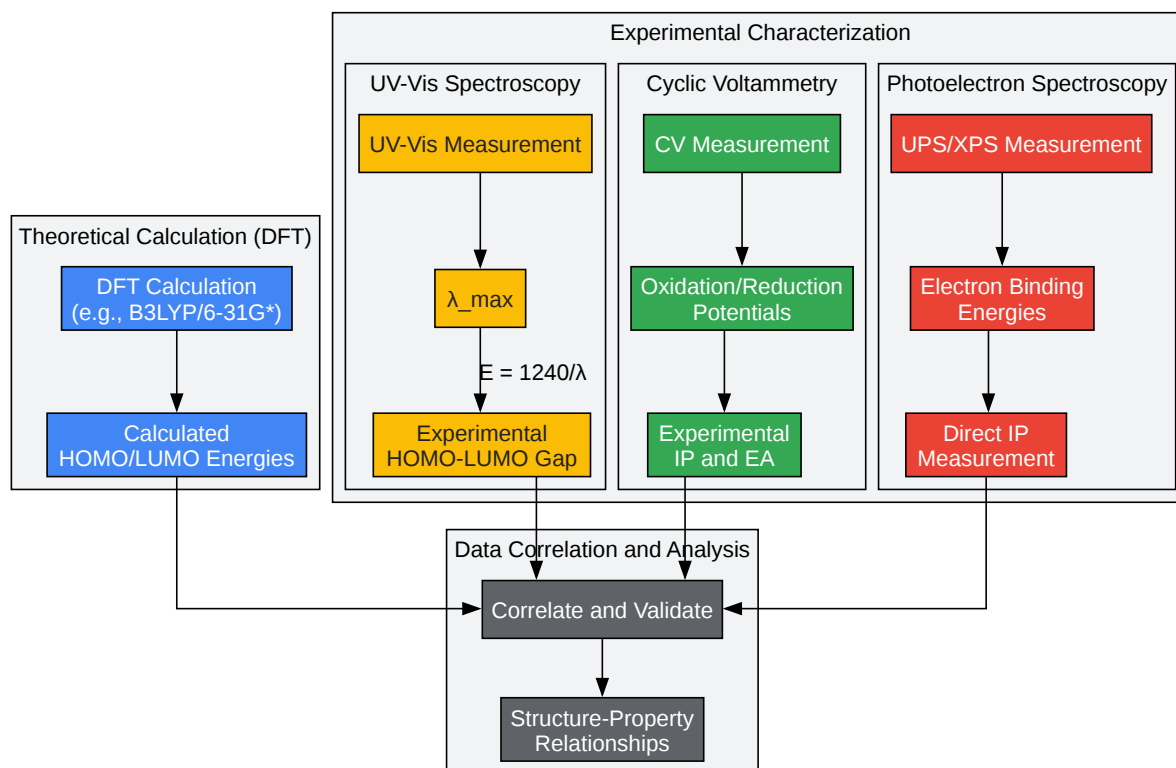 Experimental Characterization
UV-Vis Spectroscopy
Cyclic Voltammetry
Photoelectron Spectroscopy
UV-Vis Measurement
CV Measurement
UPS/XPS Measurement
Theoretical Calculation (DFT)
DFT Calculation
(e.g., B3LYP/6-31G*)
λ_max
Oxidation/Reduction
Potentials
Electron Binding
Energies
E = 1240/λ
Calculated
HOMO/LUMO Energies
Experimental
HOMO-LUMO Gap
Experimental
IP and EA
Direct IP
Measurement
Data Correlation and Analysis
Correlate and Validate
Structure-Property
Relationships